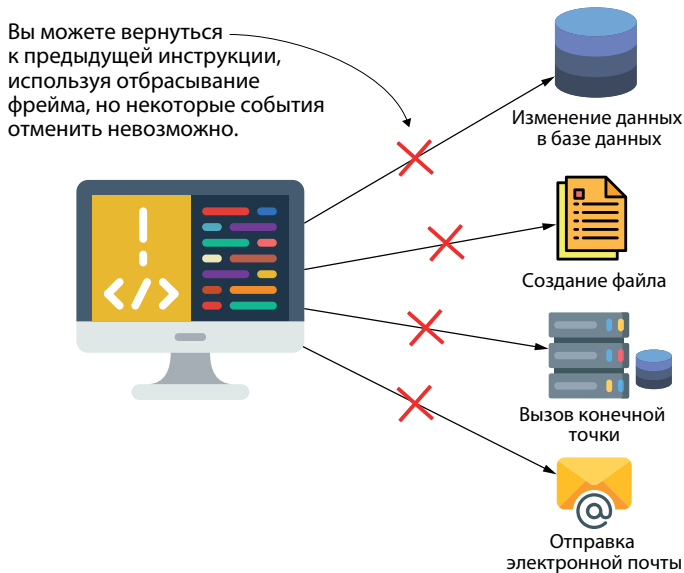 Вы можете вернуться
к предыдущей инструкции,
используя отбрасывание
фрейма, но некоторые события
отменить невозможно.
Изменение данных
в базе данных
Создание файла
Вызов конечной
точки
Отправка
электронной почты